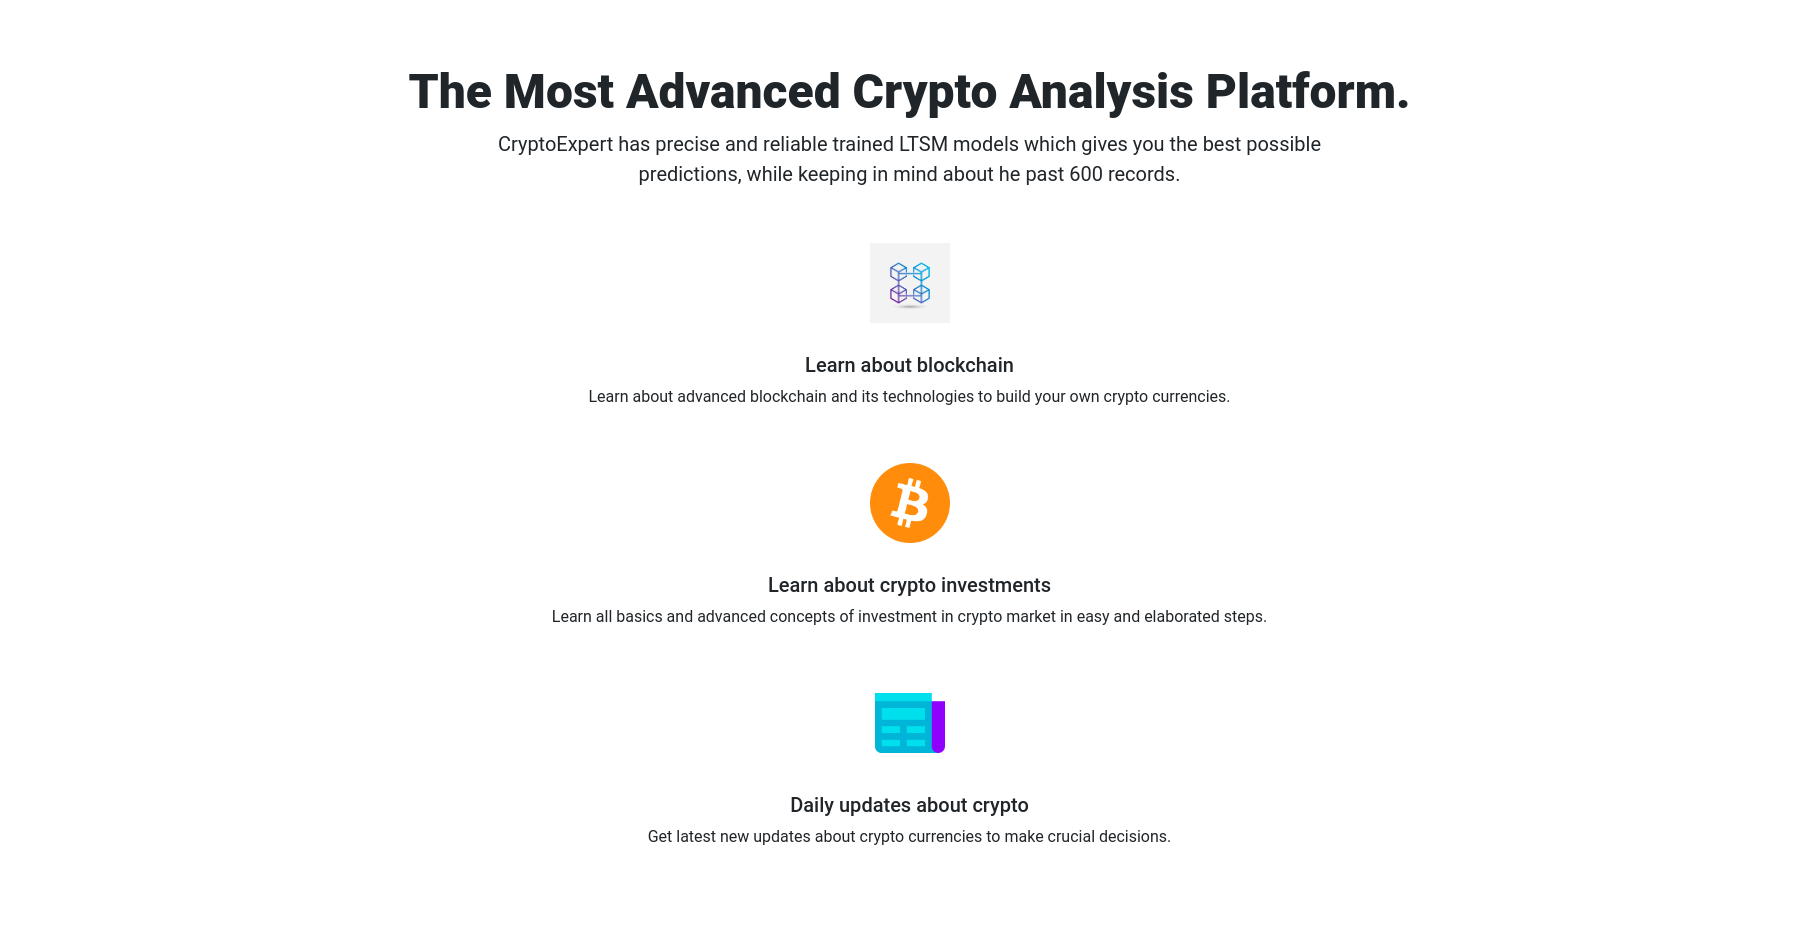 The Most Advanced Crypto Analysis Platform.
CryptoExpert has precise and reliable trained LTSM models which gives you the best possible
predictions, while keeping in mind about he past 600 records.
Learn about blockchain
Learn about advanced blockchain and its technologies to build your own crypto currencies.
Learn about crypto investments
Learn all basics and advanced concepts of investment in crypto market in easy and elaborated steps.
Daily updates about crypto
Get latest new updates about crypto currencies to make crucial decisions.